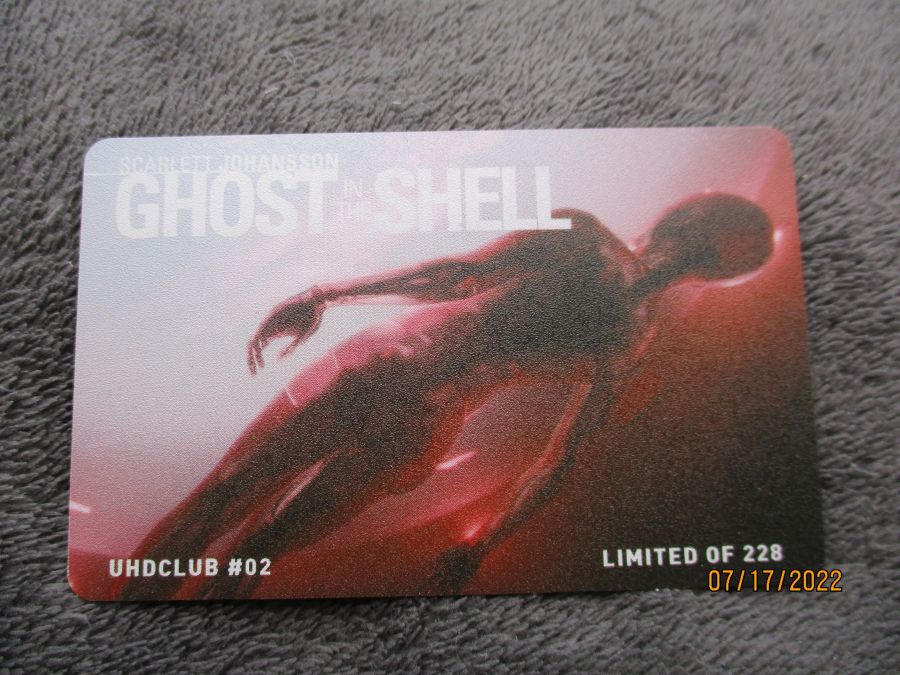 SCARLETT JOHANSSON
GHOST IN THE SHELL
UHDCLUB #02
LIMITED OF 228
07/17/2022